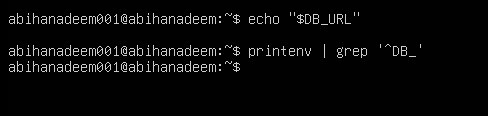 abihanadeem001@abihanadeem:~$ echo "$DB_URL"
abihanadeem001@abihanadeem:~$ printenv | grep '^DB_'
abihanadeem001@abihanadeem:~$